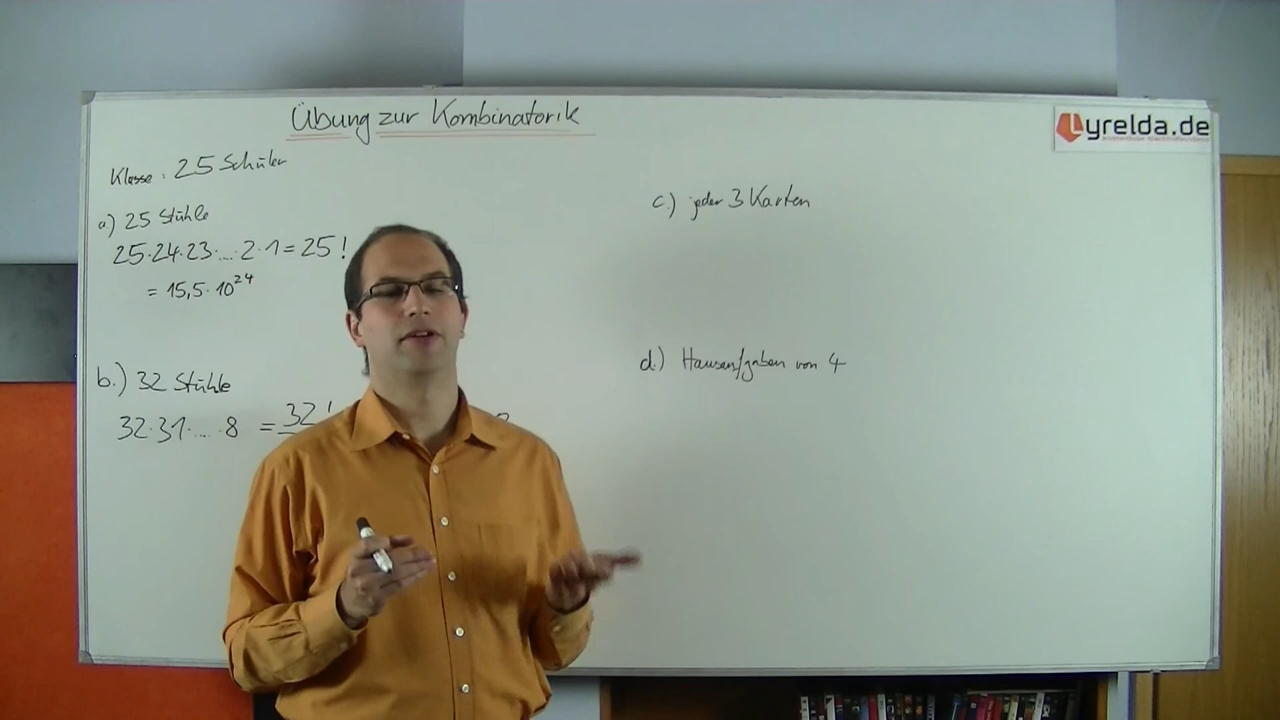 Übung zur Kombinatorik
Lyrelda.de
Klasse: 25 Schüler
a) 25 Stühle
25·24·23·...·2·1 = 25!
= 15,5·10²⁴
b.) 32 Stühle
32·31·...·8 = 32!
c.) jeder 3 Karten
d.) Hausaufgaben von 4